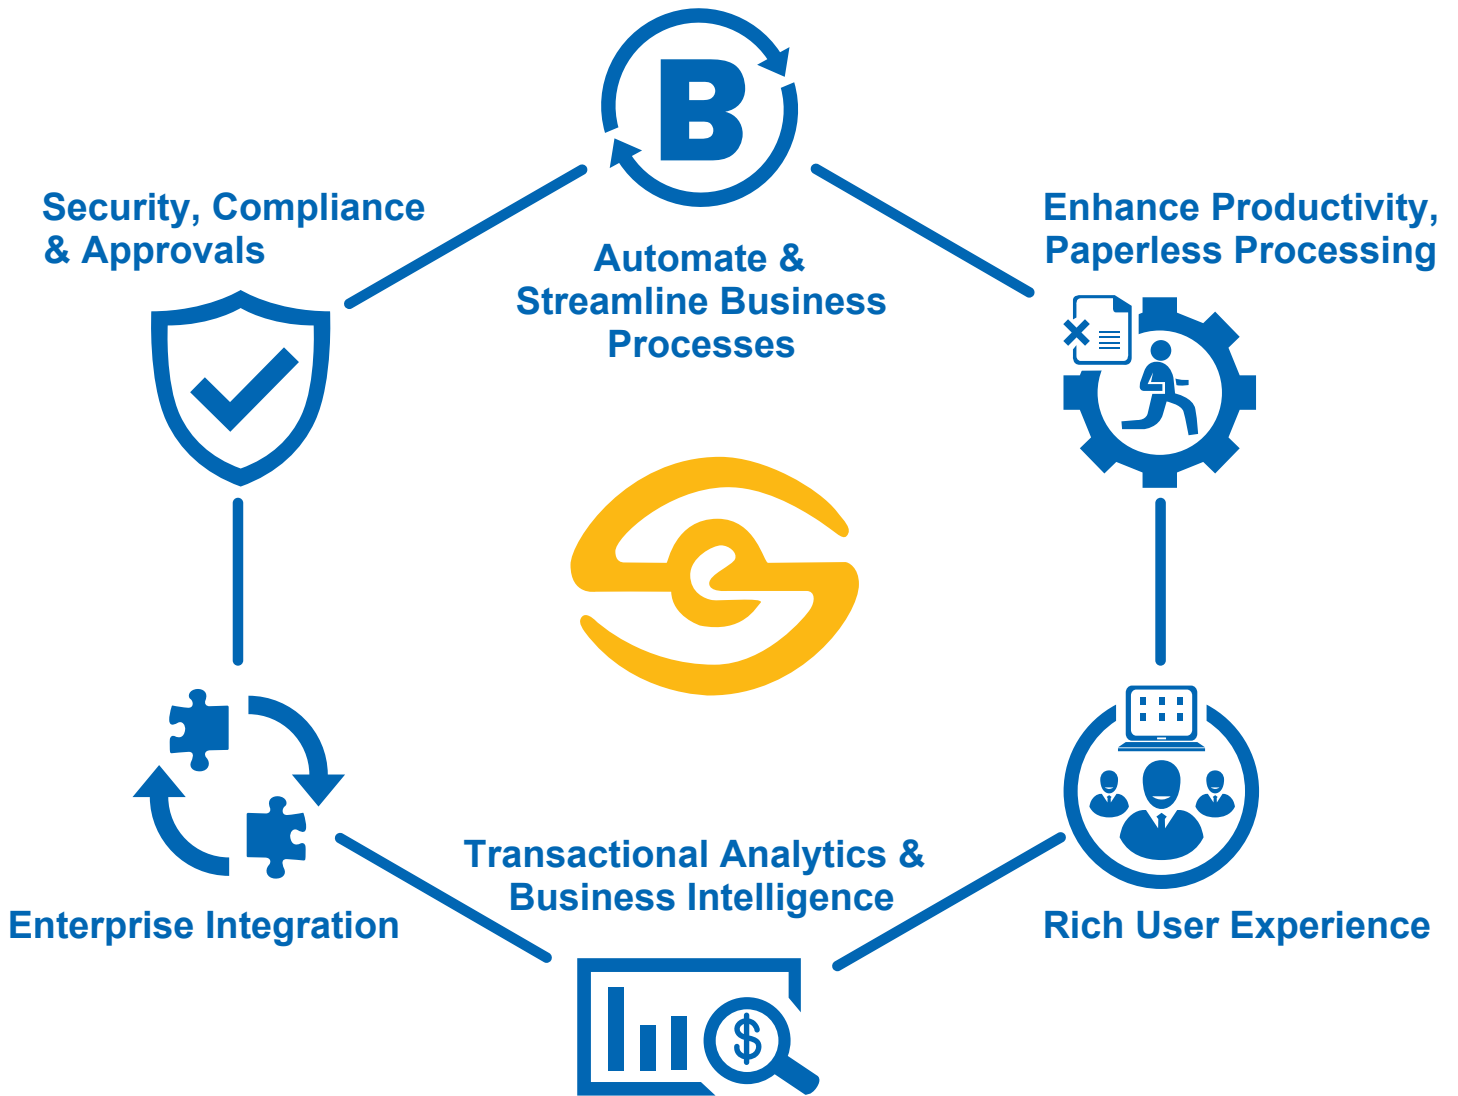 B
Security, Compliance
& Approvals
Automate &
Streamline Business
Processes
Enhance Productivity,
Paperless Processing
Transactional Analytics &
Business Intelligence
Enterprise Integration
Rich User Experience
$